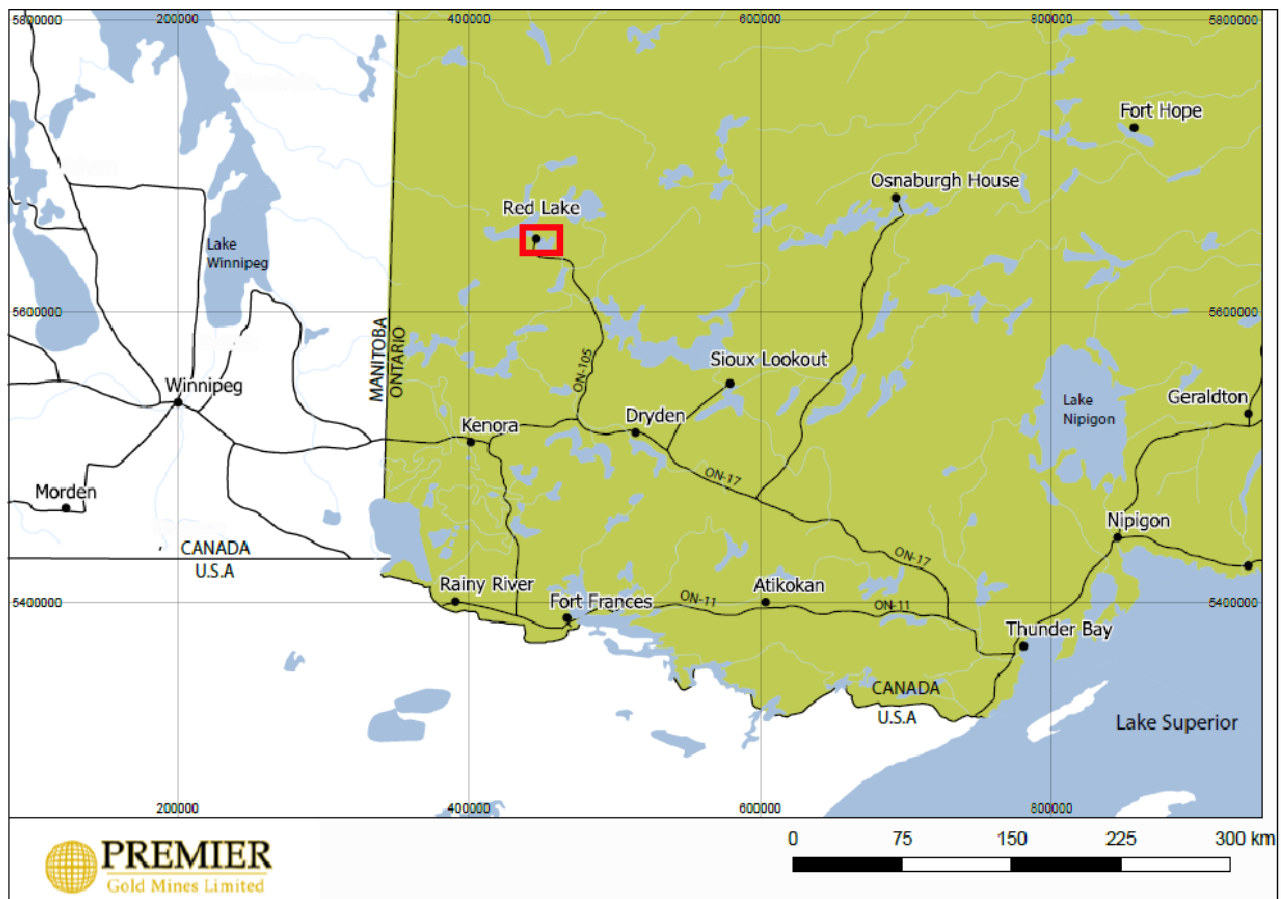 5800000
200000
400000
600000
800000
5800000
Fort Hope
Osnaburgh House
Red Lake
Lake
Winnipeg
5600000
5600000
MANITOBA
ONTARIO
ON-105
Sioux Lookout
Winnipeg
Lake
Nipigon
Geraldton
Kenora
Dryden
ON-17
Morden
Nipigon
CANADA
U.S.A
ON-17
Rainy River
Atikokan
5400000
Fort Frances
ON-11
ON-11
5400000
Thunder Bay
CANADA
U.S.A
Lake Superior
200000
400000
600000
800000
PREMIER
Gold Mines Limited
0 75 150 225 300 km